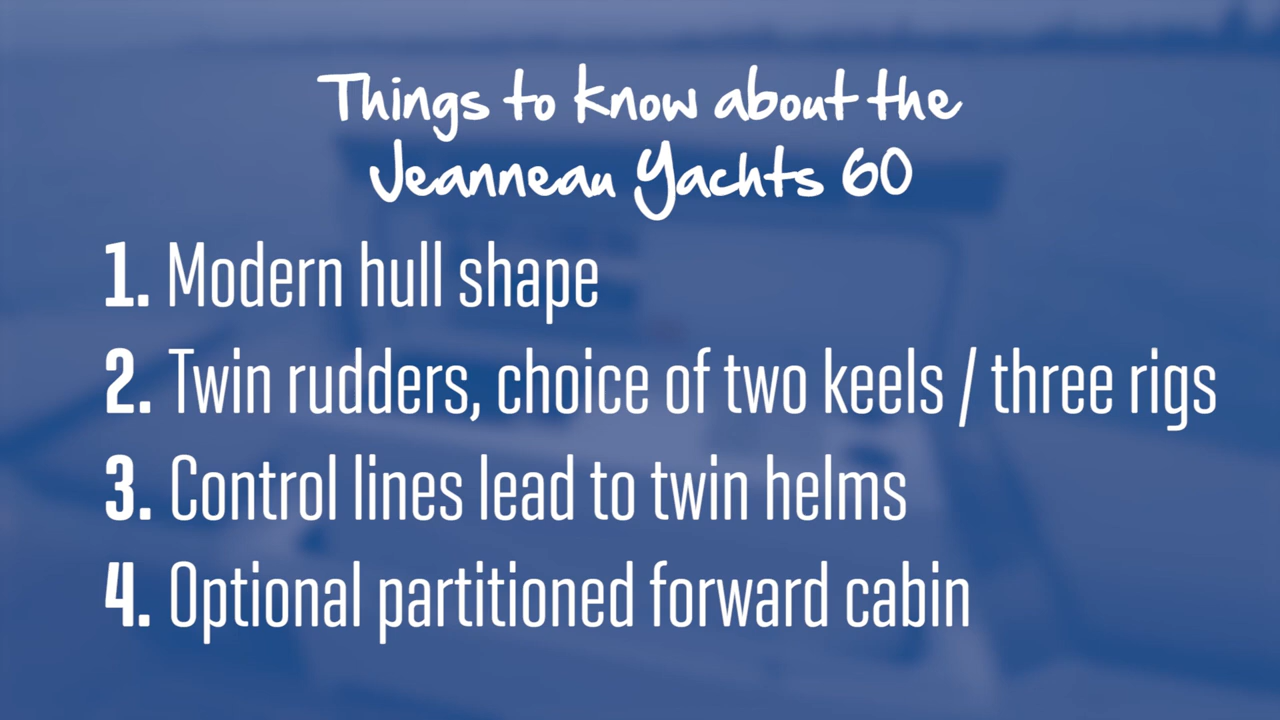 Things to know about the
Jeanneau Yachts 60
1. Modern hull shape
2. Twin rudders, choice of two keels / three rigs
3. Control lines lead to twin helms
4. Optional partitioned forward cabin